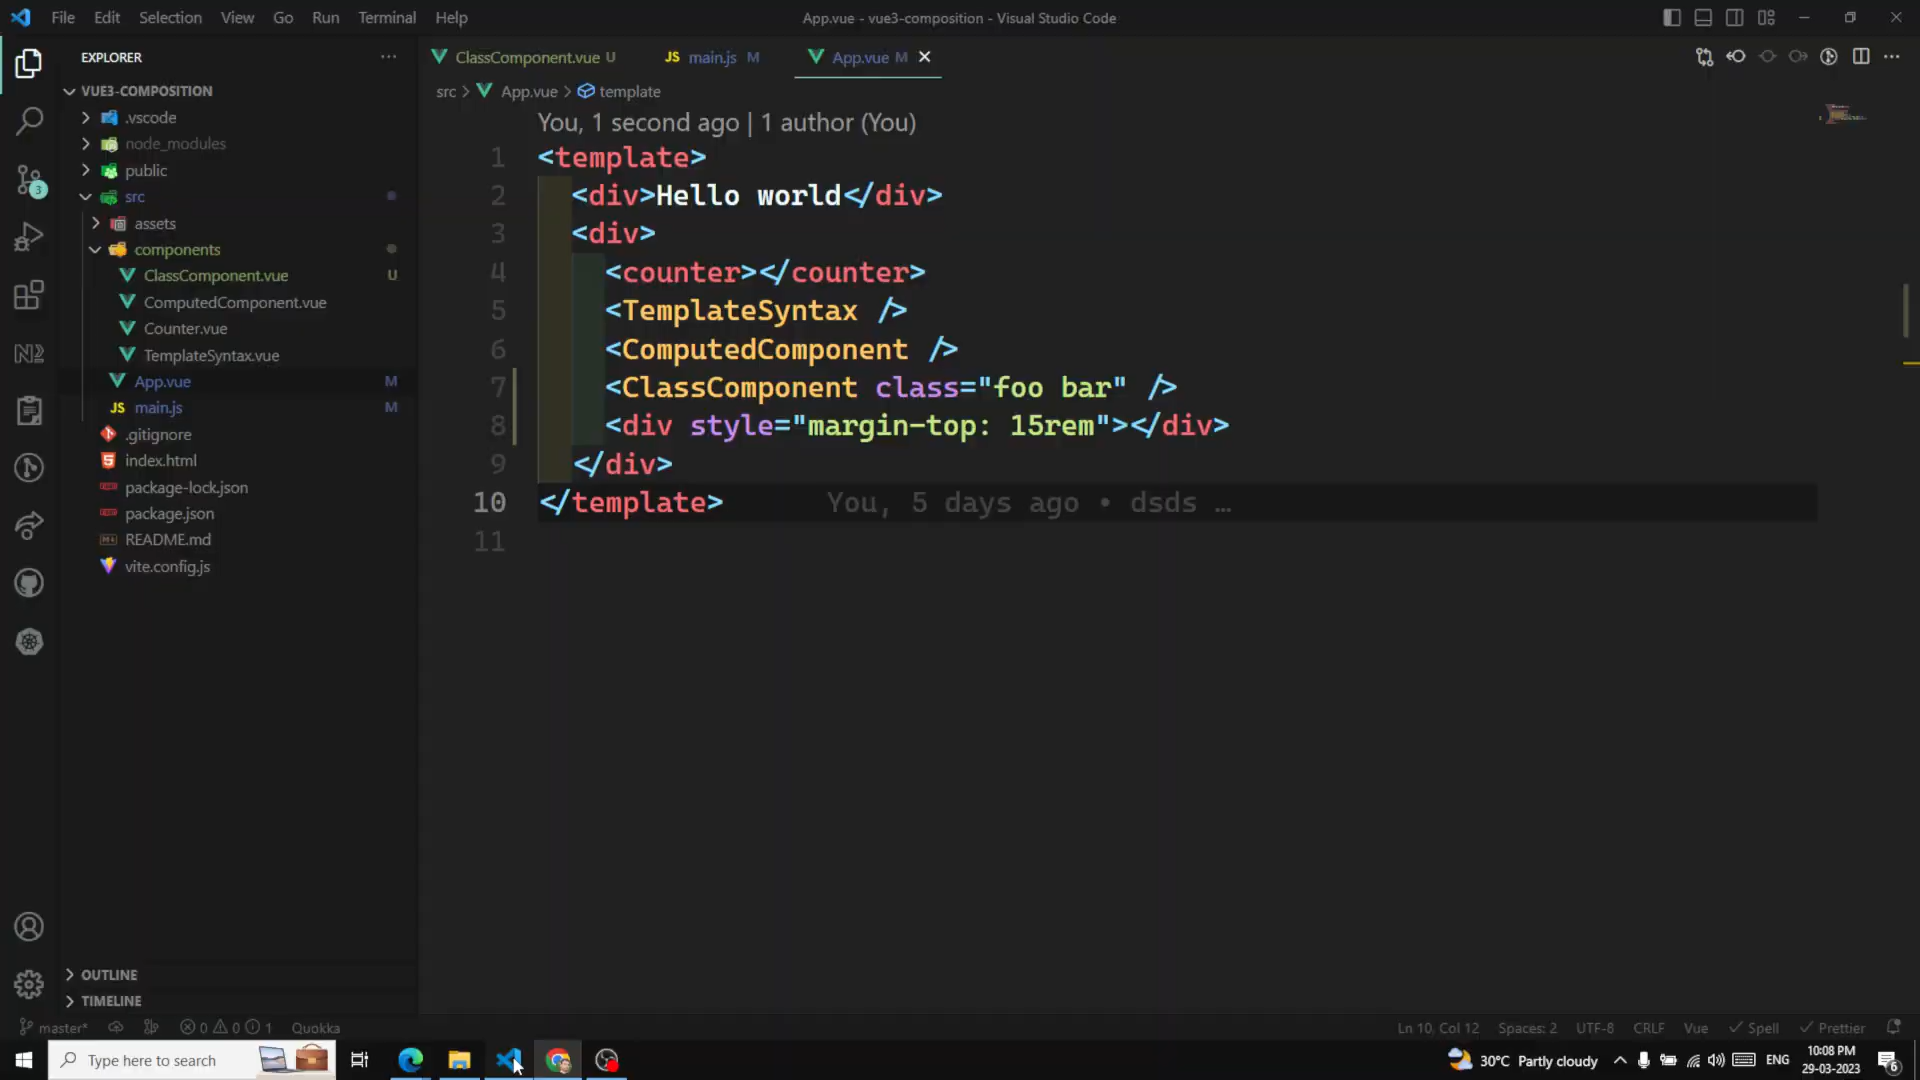 File Edit Selection View Go Run Terminal Help
App.vue - vue3-composition - Visual Studio Code
EXPLORER
VUE3-COMPOSITION
.vscode
node_modules
public
src
assets
components
ClassComponent.vue U
ComputedComponent.vue
Counter.vue
TemplateSyntax.vue
App.vue M
JS main.js M
.gitignore
index.html
package-lock.json
package.json
README.md
vite.config.js
OUTLINE
TIMELINE
3
ClassComponent.vue U
JS main.js M
App.vue M
src > App.vue > template
You, 1 second ago | 1 author (You)
1 <template>
2 <div>Hello world</div>
3 <div>
4 <counter></counter>
5 <TemplateSyntax />
6 <ComputedComponent />
7 <ClassComponent class="foo bar" />
8 <div style="margin-top: 15rem"></div>
9 </div>
10 </template> You, 5 days ago • dsds …
11
master* 0 0 1 Quokka
Ln 10, Col 12 Spaces: 2 UTF-8 CRLF Vue Spell Prettier
Type here to search
30°C Partly cloudy
ENG
10:08 PM
29-03-2023
6